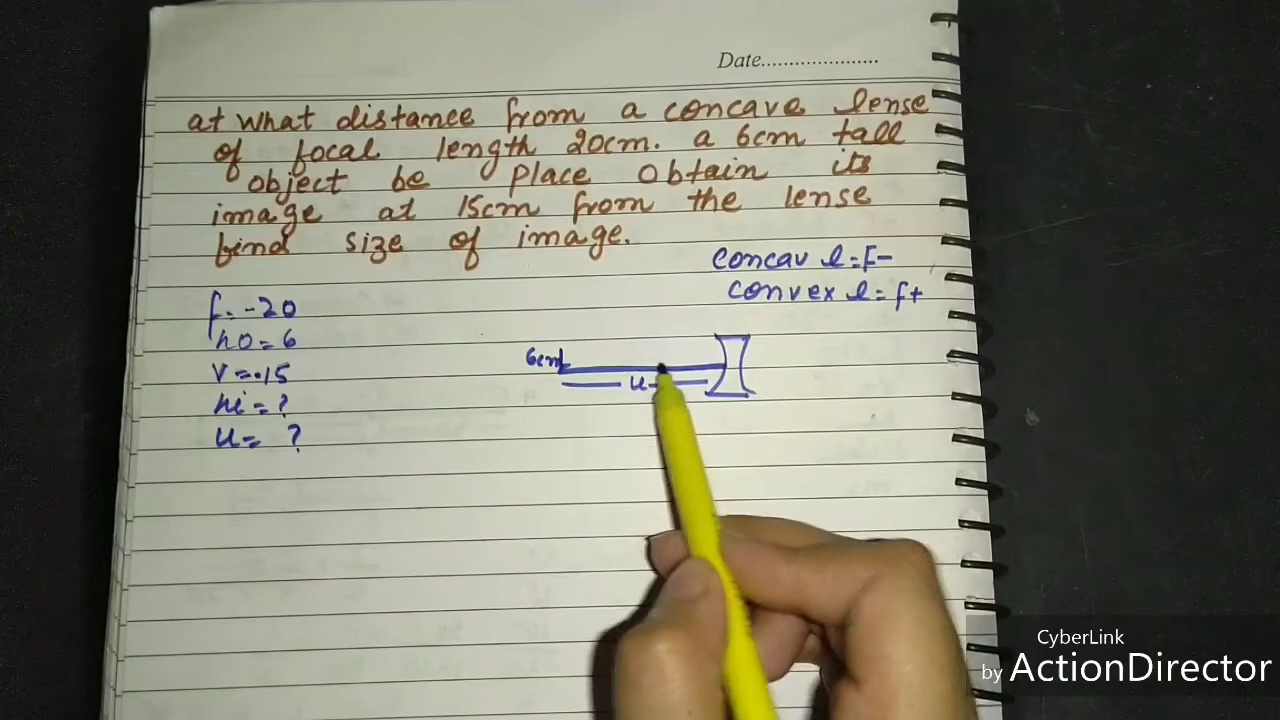 Date.....................
at what distance from a concave lense
of focal length 20cm. a 6cm tall
object be place obtain its
image at 15cm from the lense
find size of image.
concav l=F-
convex l= f+
f=-20
ho=6
v=-15
hi=?
u= ?
6cm
u-
CyberLink
by ActionDirector